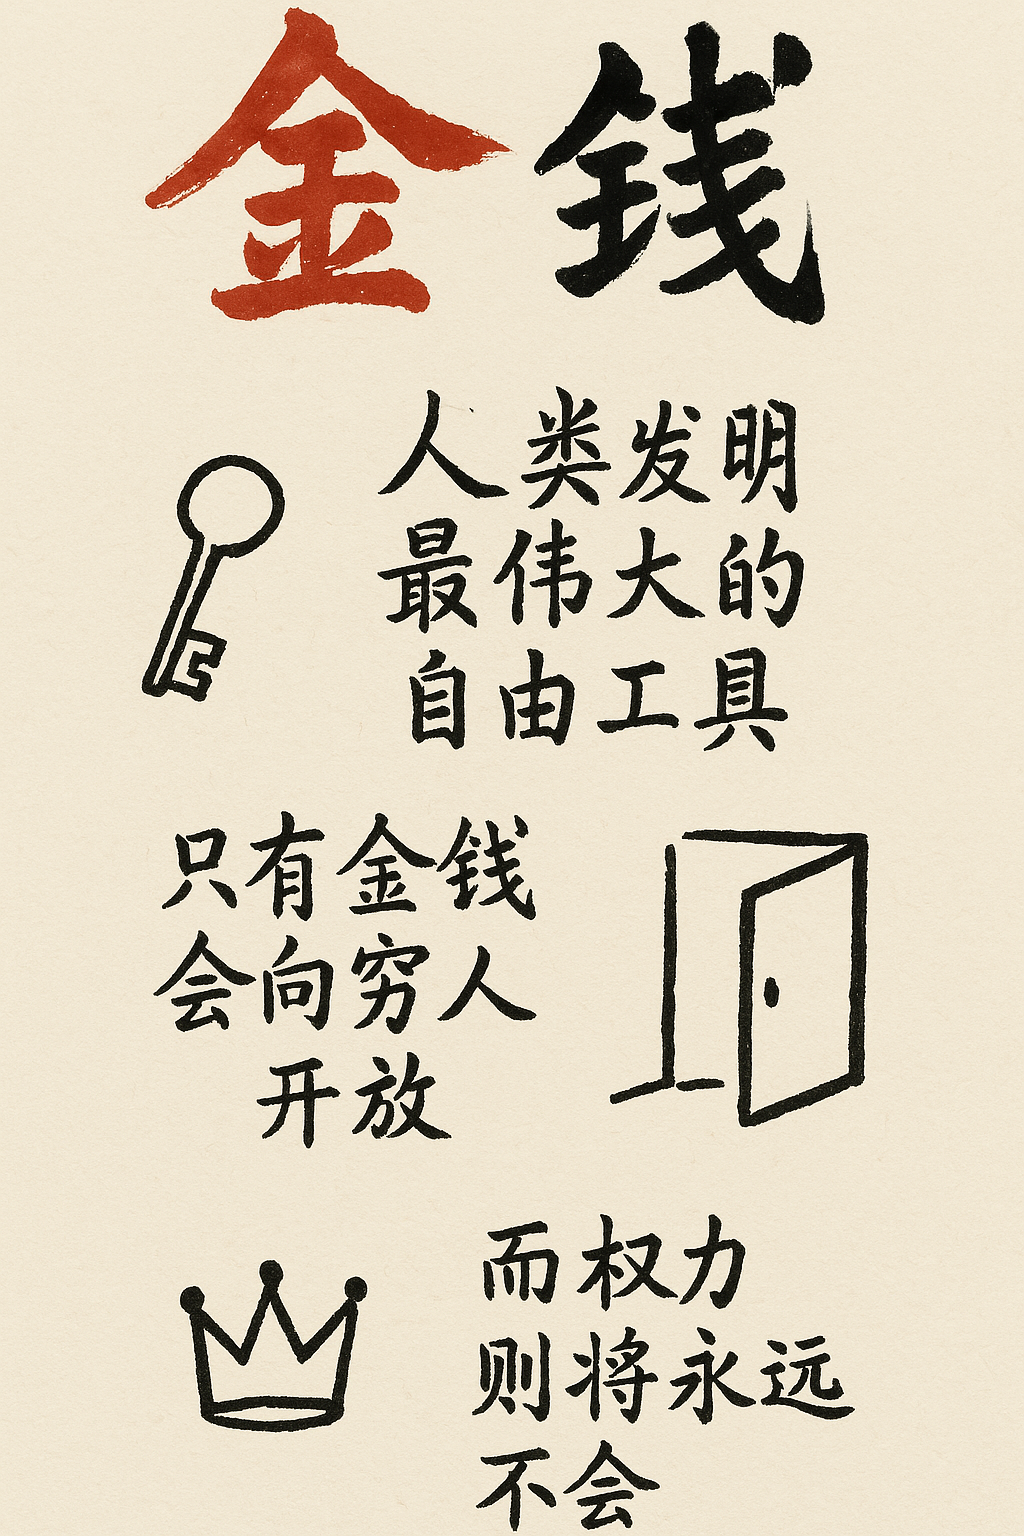 金钱
人类发明
最伟大的
自由工具
只有金钱
会向穷人
开放
而权力
则将永远
不会